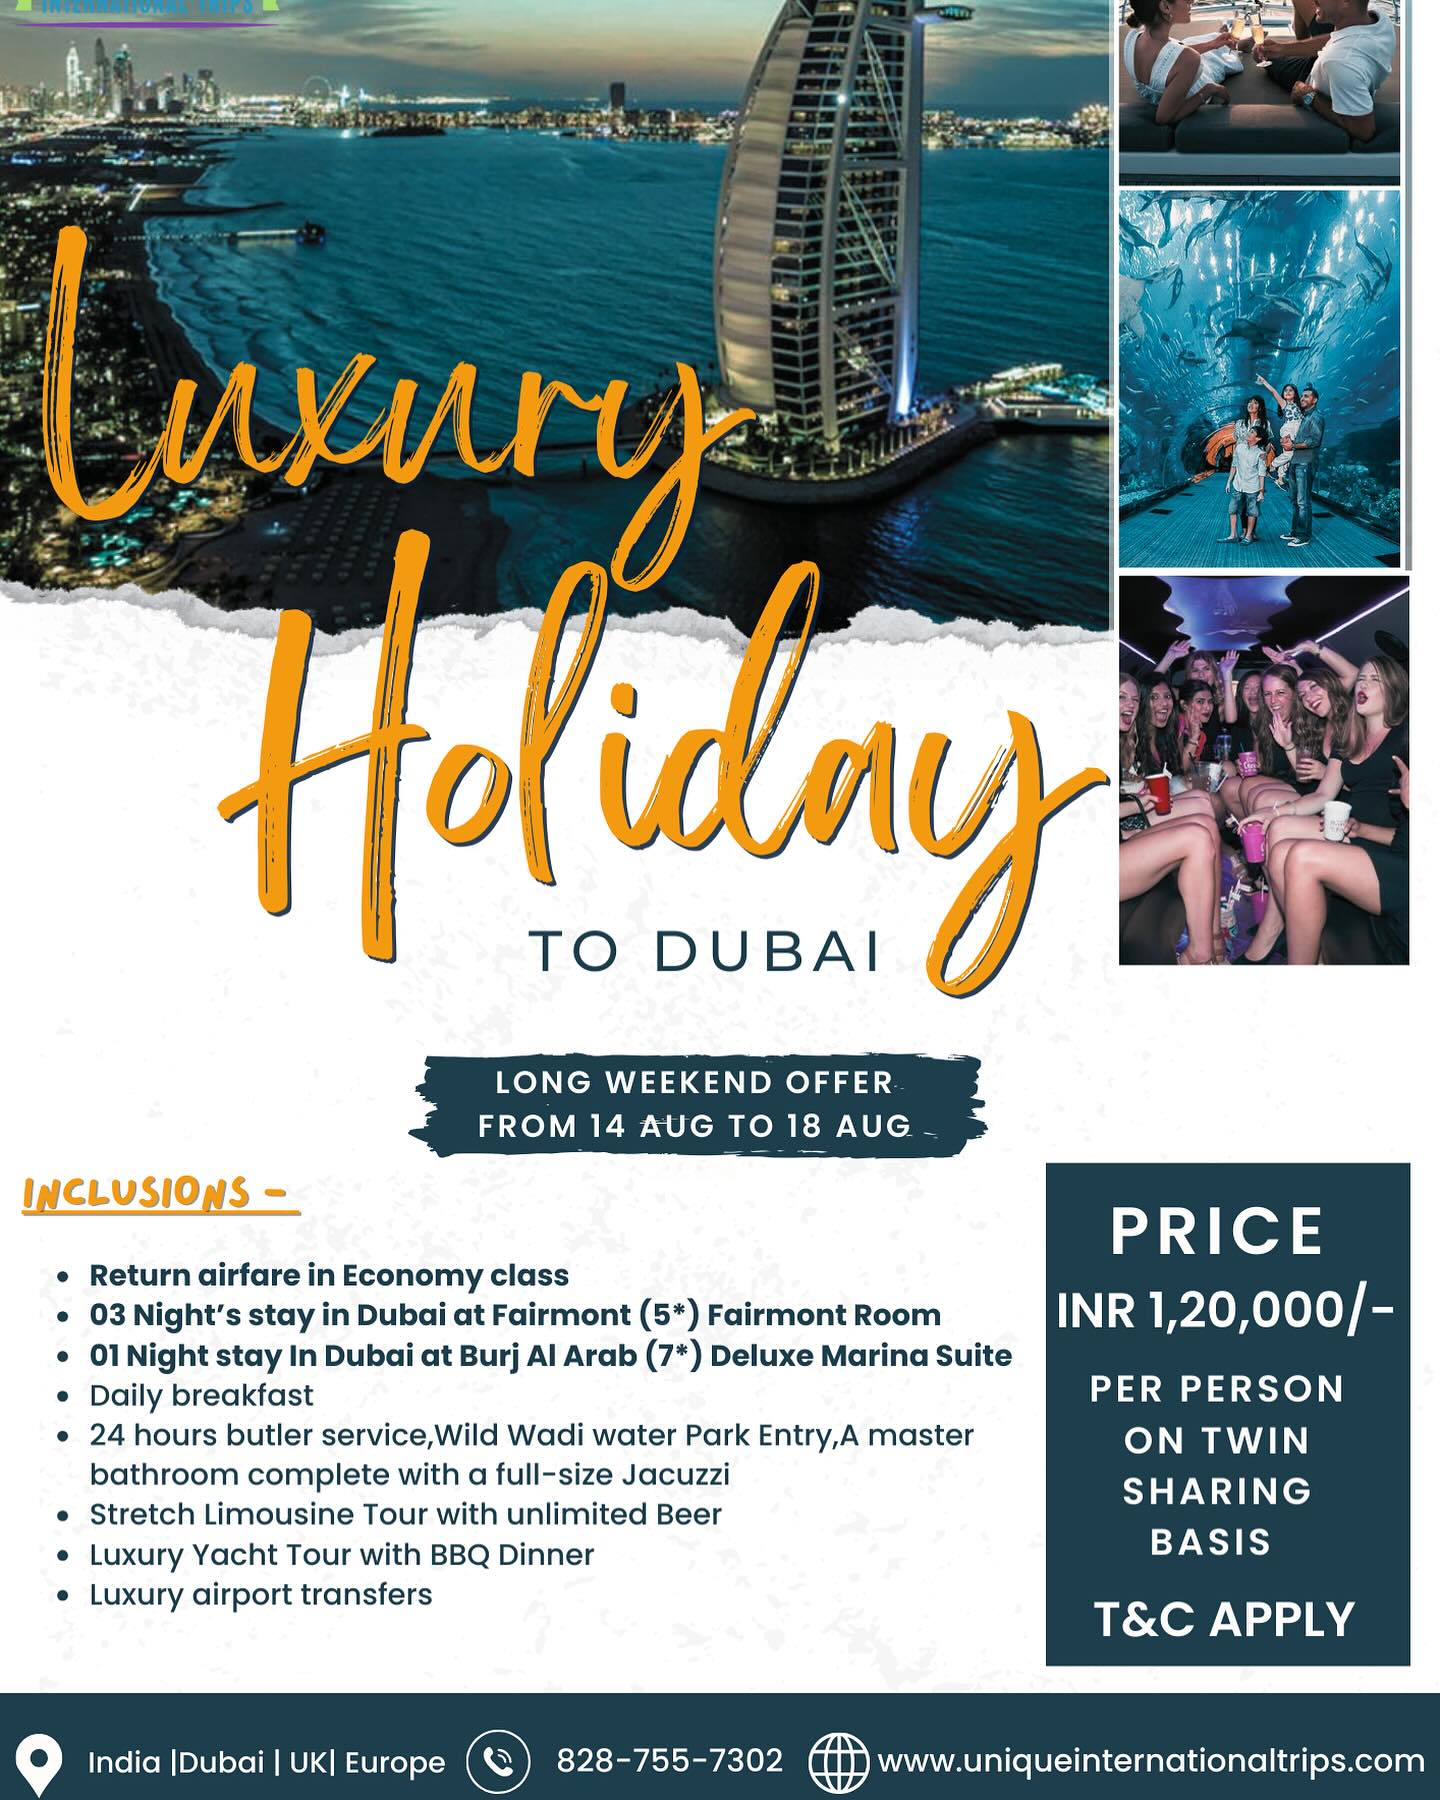 INTERNATIONAL TRIPS
Luxury
Holiday
TO DUBAI
LONG WEEKEND OFFER
FROM 14 AUG TO 18 AUG
INCLUSIONS -
• Return airfare in Economy class
• 03 Night’s stay in Dubai at Fairmont (5*) Fairmont Room
• 01 Night stay In Dubai at Burj Al Arab (7*) Deluxe Marina Suite
• Daily breakfast
• 24 hours butler service,Wild Wadi water Park Entry,A master
bathroom complete with a full-size Jacuzzi
• Stretch Limousine Tour with unlimited Beer
• Luxury Yacht Tour with BBQ Dinner
• Luxury airport transfers
PRICE
INR 1,20,000/-
PER PERSON
ON TWIN
SHARING
BASIS
T&C APPLY
India |Dubai | UK| Europe
828-755-7302
www.uniqueinternationaltrips.com